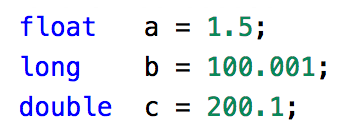 float   a = 1.5;
long    b = 100.001;
double  c = 200.1;